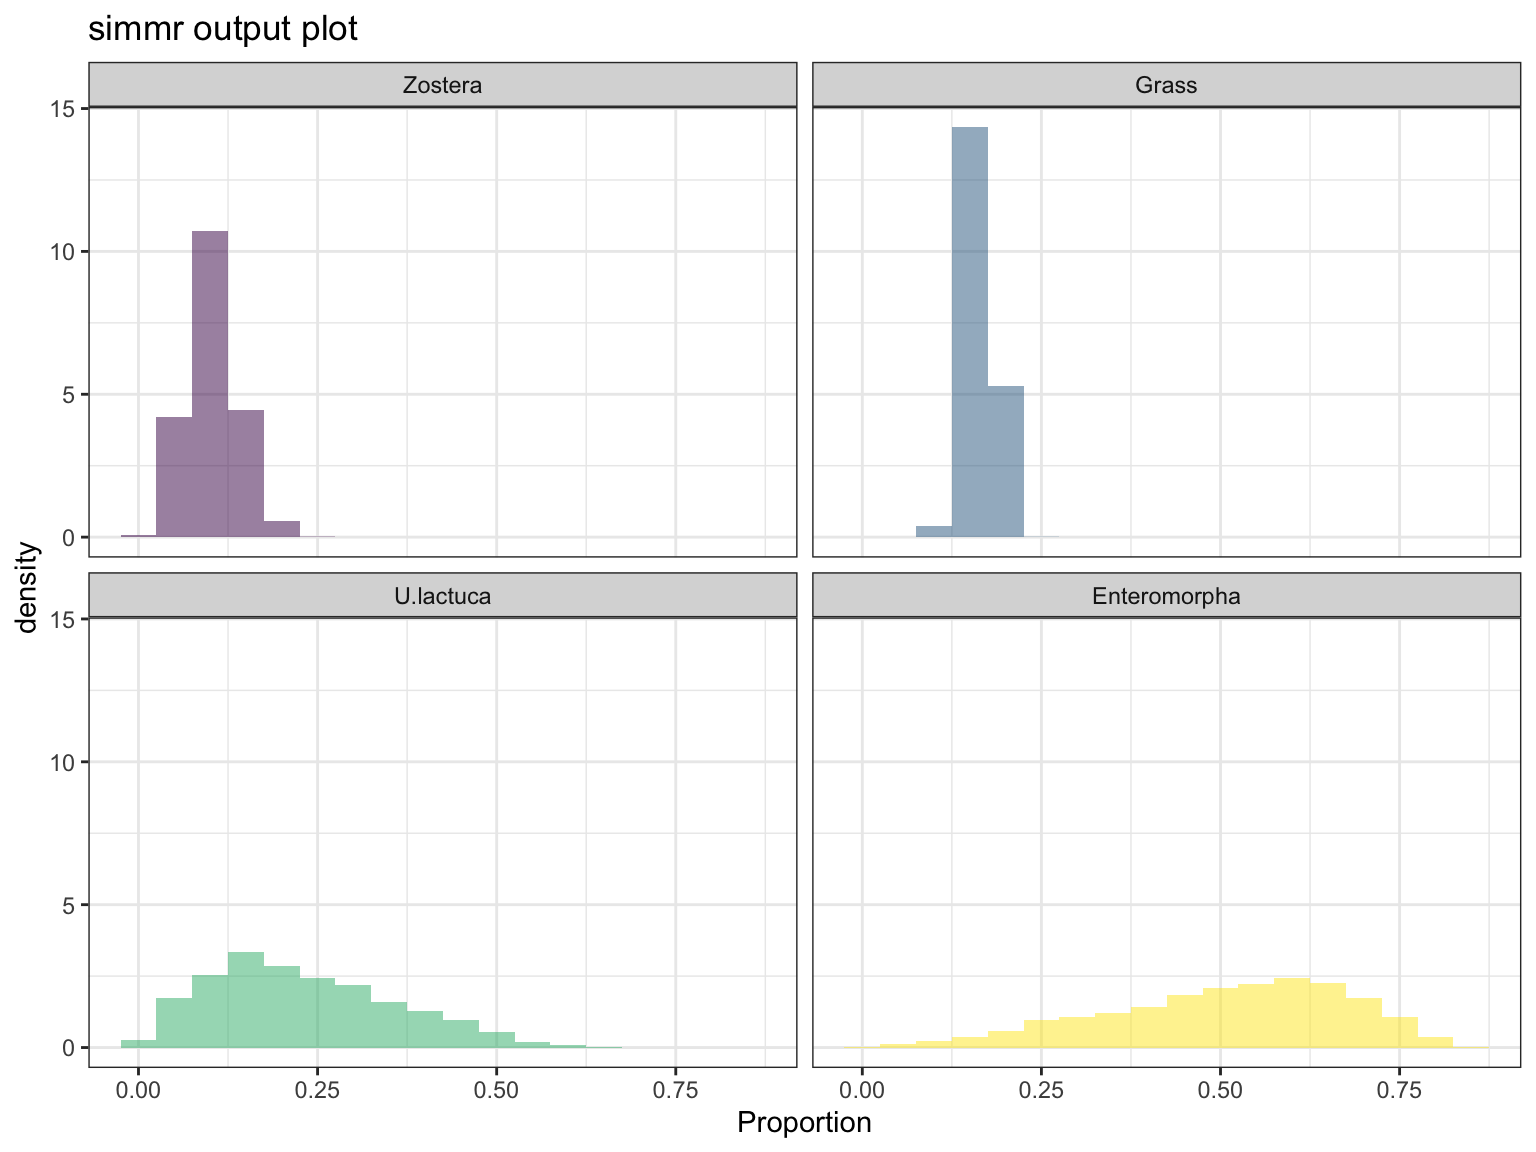 simmr output plot
Zostera
Grass
15
10
5
0
density
U.lactuca
Enteromorpha
15
10
5
0
0.00 0.25 0.50 0.75 0.00 0.25 0.50 0.75
Proportion